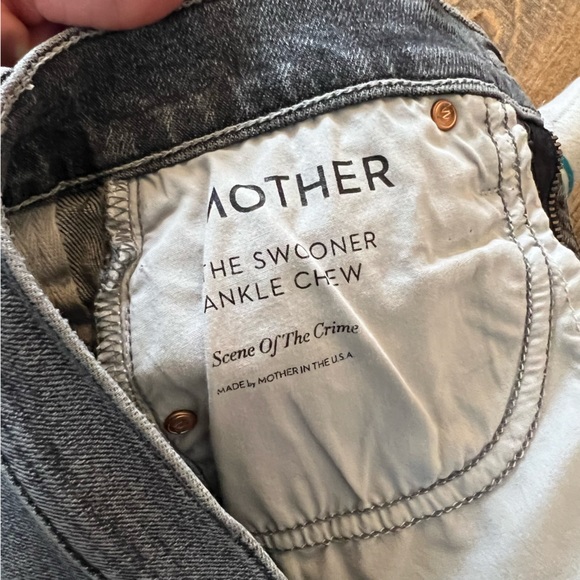 MOTHER
THE SWOONER
ANKLE CHEW
Scene Of The Crime
MADE by MOTHER IN THE U.S.A